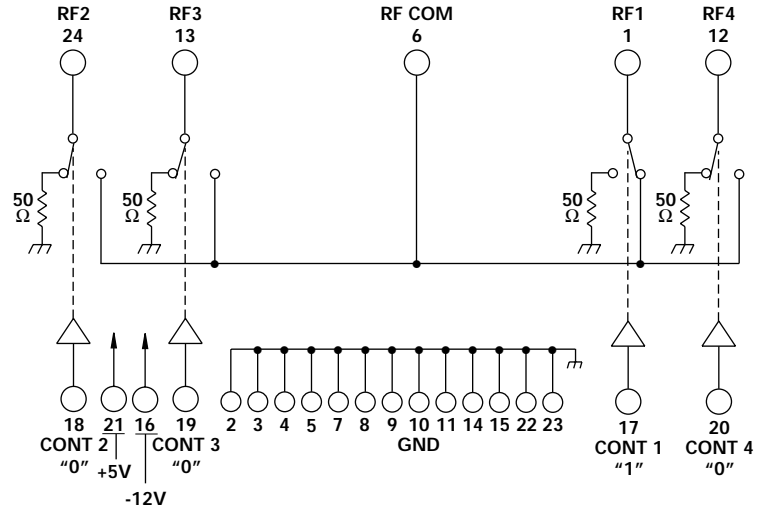 RF2 RF3 RF COM RF1 RF4
24 13 6 1 12
50 Ω 50 Ω 50 Ω 50 Ω
18 21 16 19 2 3 4 5 7 8 9 10 11 14 15 22 23 17 20
CONT 2 CONT 3 GND CONT 1 CONT 4
“0” “0” “1” “0”
+5V
-12V